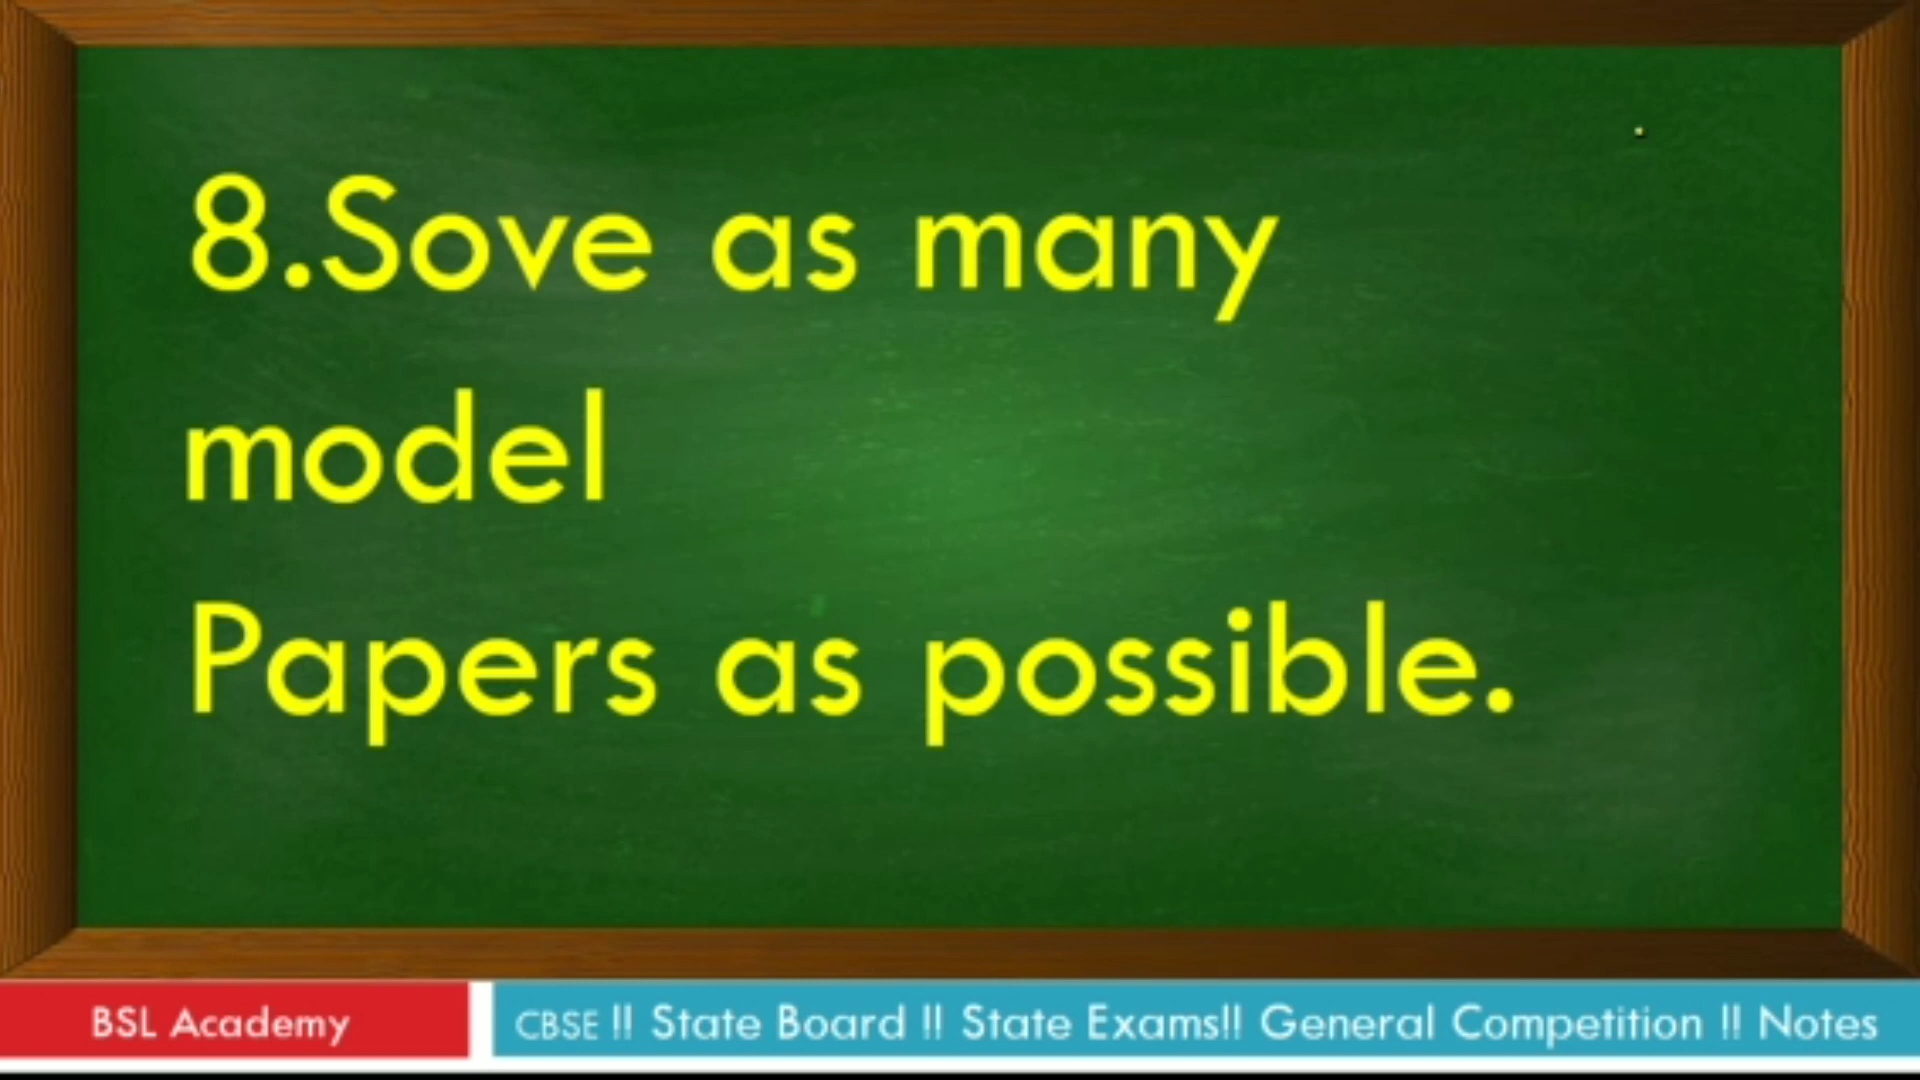 8.Sove as many
model
Papers as possible.
BSL Academy
CBSE !! State Board !! State Exams!! General Competition !! Notes